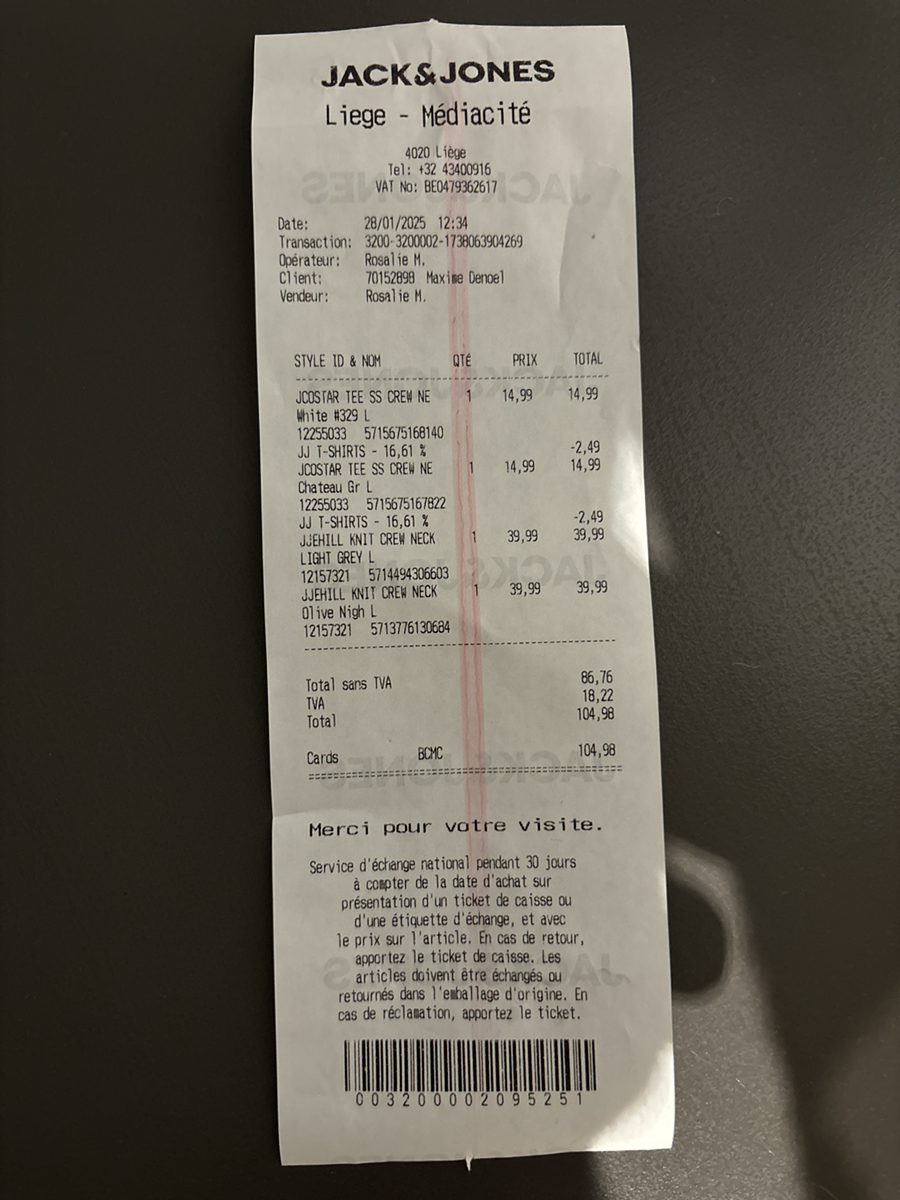 JACK&JONES
Liege - Médiacité
4020 Liège
Tel: +32 43400916
VAT No: BE0479362617
Date: 28/01/2025 12:34
Transaction: 3200-3200002-1738063904269
Opérateur: Rosalie M.
Client: 70152898 Maxime Denoel
Vendeur: Rosalie M.
STYLE ID & NOM QTÉ PRIX TOTAL
JCOSTAR TEE SS CREW NE 1 14,99 14,99
White #329 L
12255033 5715675168140
JJ T-SHIRTS - 16,61 % -2,49
JCOSTAR TEE SS CREW NE 1 14,99 14,99
Chateau Gr L
12255033 5715675167822
JJ T-SHIRTS - 16,61 % -2,49
JJEHILL KNIT CREW NECK 1 39,99 39,99
LIGHT GREY L
12157321 5714494306603
JJEHILL KNIT CREW NECK 1 39,99 39,99
Olive Nigh L
12157321 5713776130684
Total sans TVA 86,76
TVA 18,22
Total 104,98
Cards BCMC 104,98
Merci pour votre visite.
Service d'échange national pendant 30 jours
à compter de la date d'achat sur
présentation d'un ticket de caisse ou
d'une étiquette d'échange, et avec
le prix sur l'article. En cas de retour,
apportez le ticket de caisse. Les
articles doivent être échangés ou
retournés dans l'emballage d'origine. En
cas de réclamation, apportez le ticket.
003200002095251